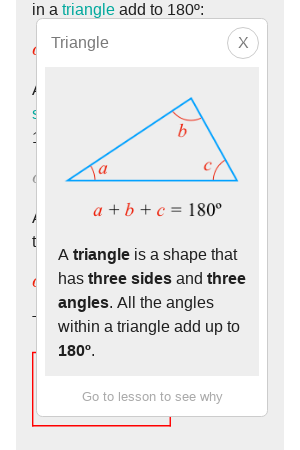 in a triangle add to 180º:
Triangle
X
b
a
c
a + b + c = 180º
A triangle is a shape that
has three sides and three
angles. All the angles
within a triangle add up to
180º.
Go to lesson to see why